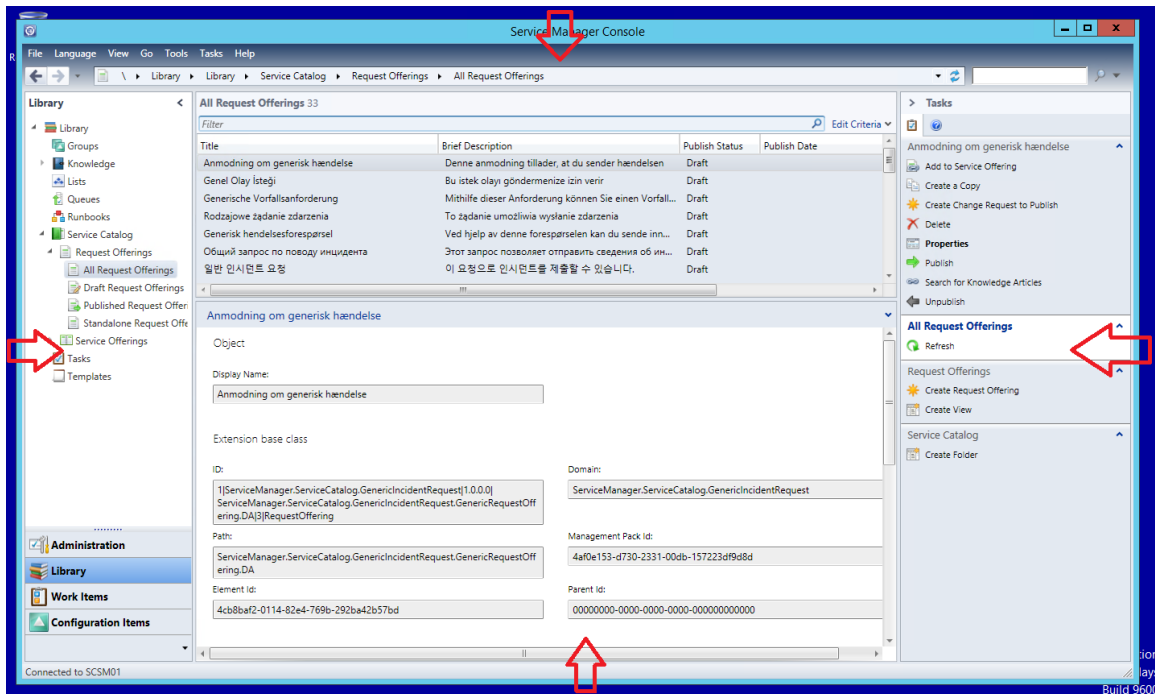 Service Manager Console
R
File Language View Go Tools Tasks Help
\ Library Library Service Catalog Request Offerings All Request Offerings
Library
Library
Groups
Knowledge
Lists
Queues
Runbooks
Service Catalog
Request Offerings
All Request Offerings
Draft Request Offerings
Published Request Offer
Standalone Request Offe
Service Offerings
Tasks
Templates
Administration
Library
Work Items
Configuration Items
Connected to SCSM01
All Request Offerings 33
Filter Edit Criteria
Title Brief Description Publish Status Publish Date
Anmodning om generisk hændelse Denne anmodning tillader, at du sender hændelsen Draft
Genel Olay İsteği Bu istek olayı göndermenize izin verir Draft
Generische Vorfallsanforderung Mithilfe dieser Anforderung können Sie einen Vorfall... Draft
Rodzajowe żądanie zdarzenia To żądanie umożliwia wysłanie zdarzenia Draft
Generisk hendelsesforespørsel Ved hjelp av denne forespørselen kan du sende inn... Draft
Общий запрос по поводу инцидента Этот запрос позволяет отправить сведения об ин... Draft
일반 인시던트 요청 이 요청으로 인시던트를 제출할 수 있습니다. Draft
Anmodning om generisk hændelse
Object
Display Name:
Anmodning om generisk hændelse
Extension base class
ID:
1|ServiceManager.ServiceCatalog.GenericIncidentRequest|1.0.0.0|
ServiceManager.ServiceCatalog.GenericIncidentRequest.GenericRequestOff
ering.DA|3|RequestOffering
Domain:
ServiceManager.ServiceCatalog.GenericIncidentRequest
Path:
ServiceManager.ServiceCatalog.GenericIncidentRequest.GenericRequestOff
ering.DA
Management Pack Id:
4af0e153-d730-2331-00db-157223df9d8d
Element Id:
4cb8baf2-0114-82e4-769b-292ba42b57bd
Parent Id:
00000000-0000-0000-0000-000000000000
Tasks
Anmodning om generisk hændelse
Add to Service Offering
Create a Copy
Create Change Request to Publish
Delete
Properties
Publish
Search for Knowledge Articles
Unpublish
All Request Offerings
Refresh
Request Offerings
Create Request Offering
Create View
Service Catalog
Create Folder
tion
lays
Build 9600